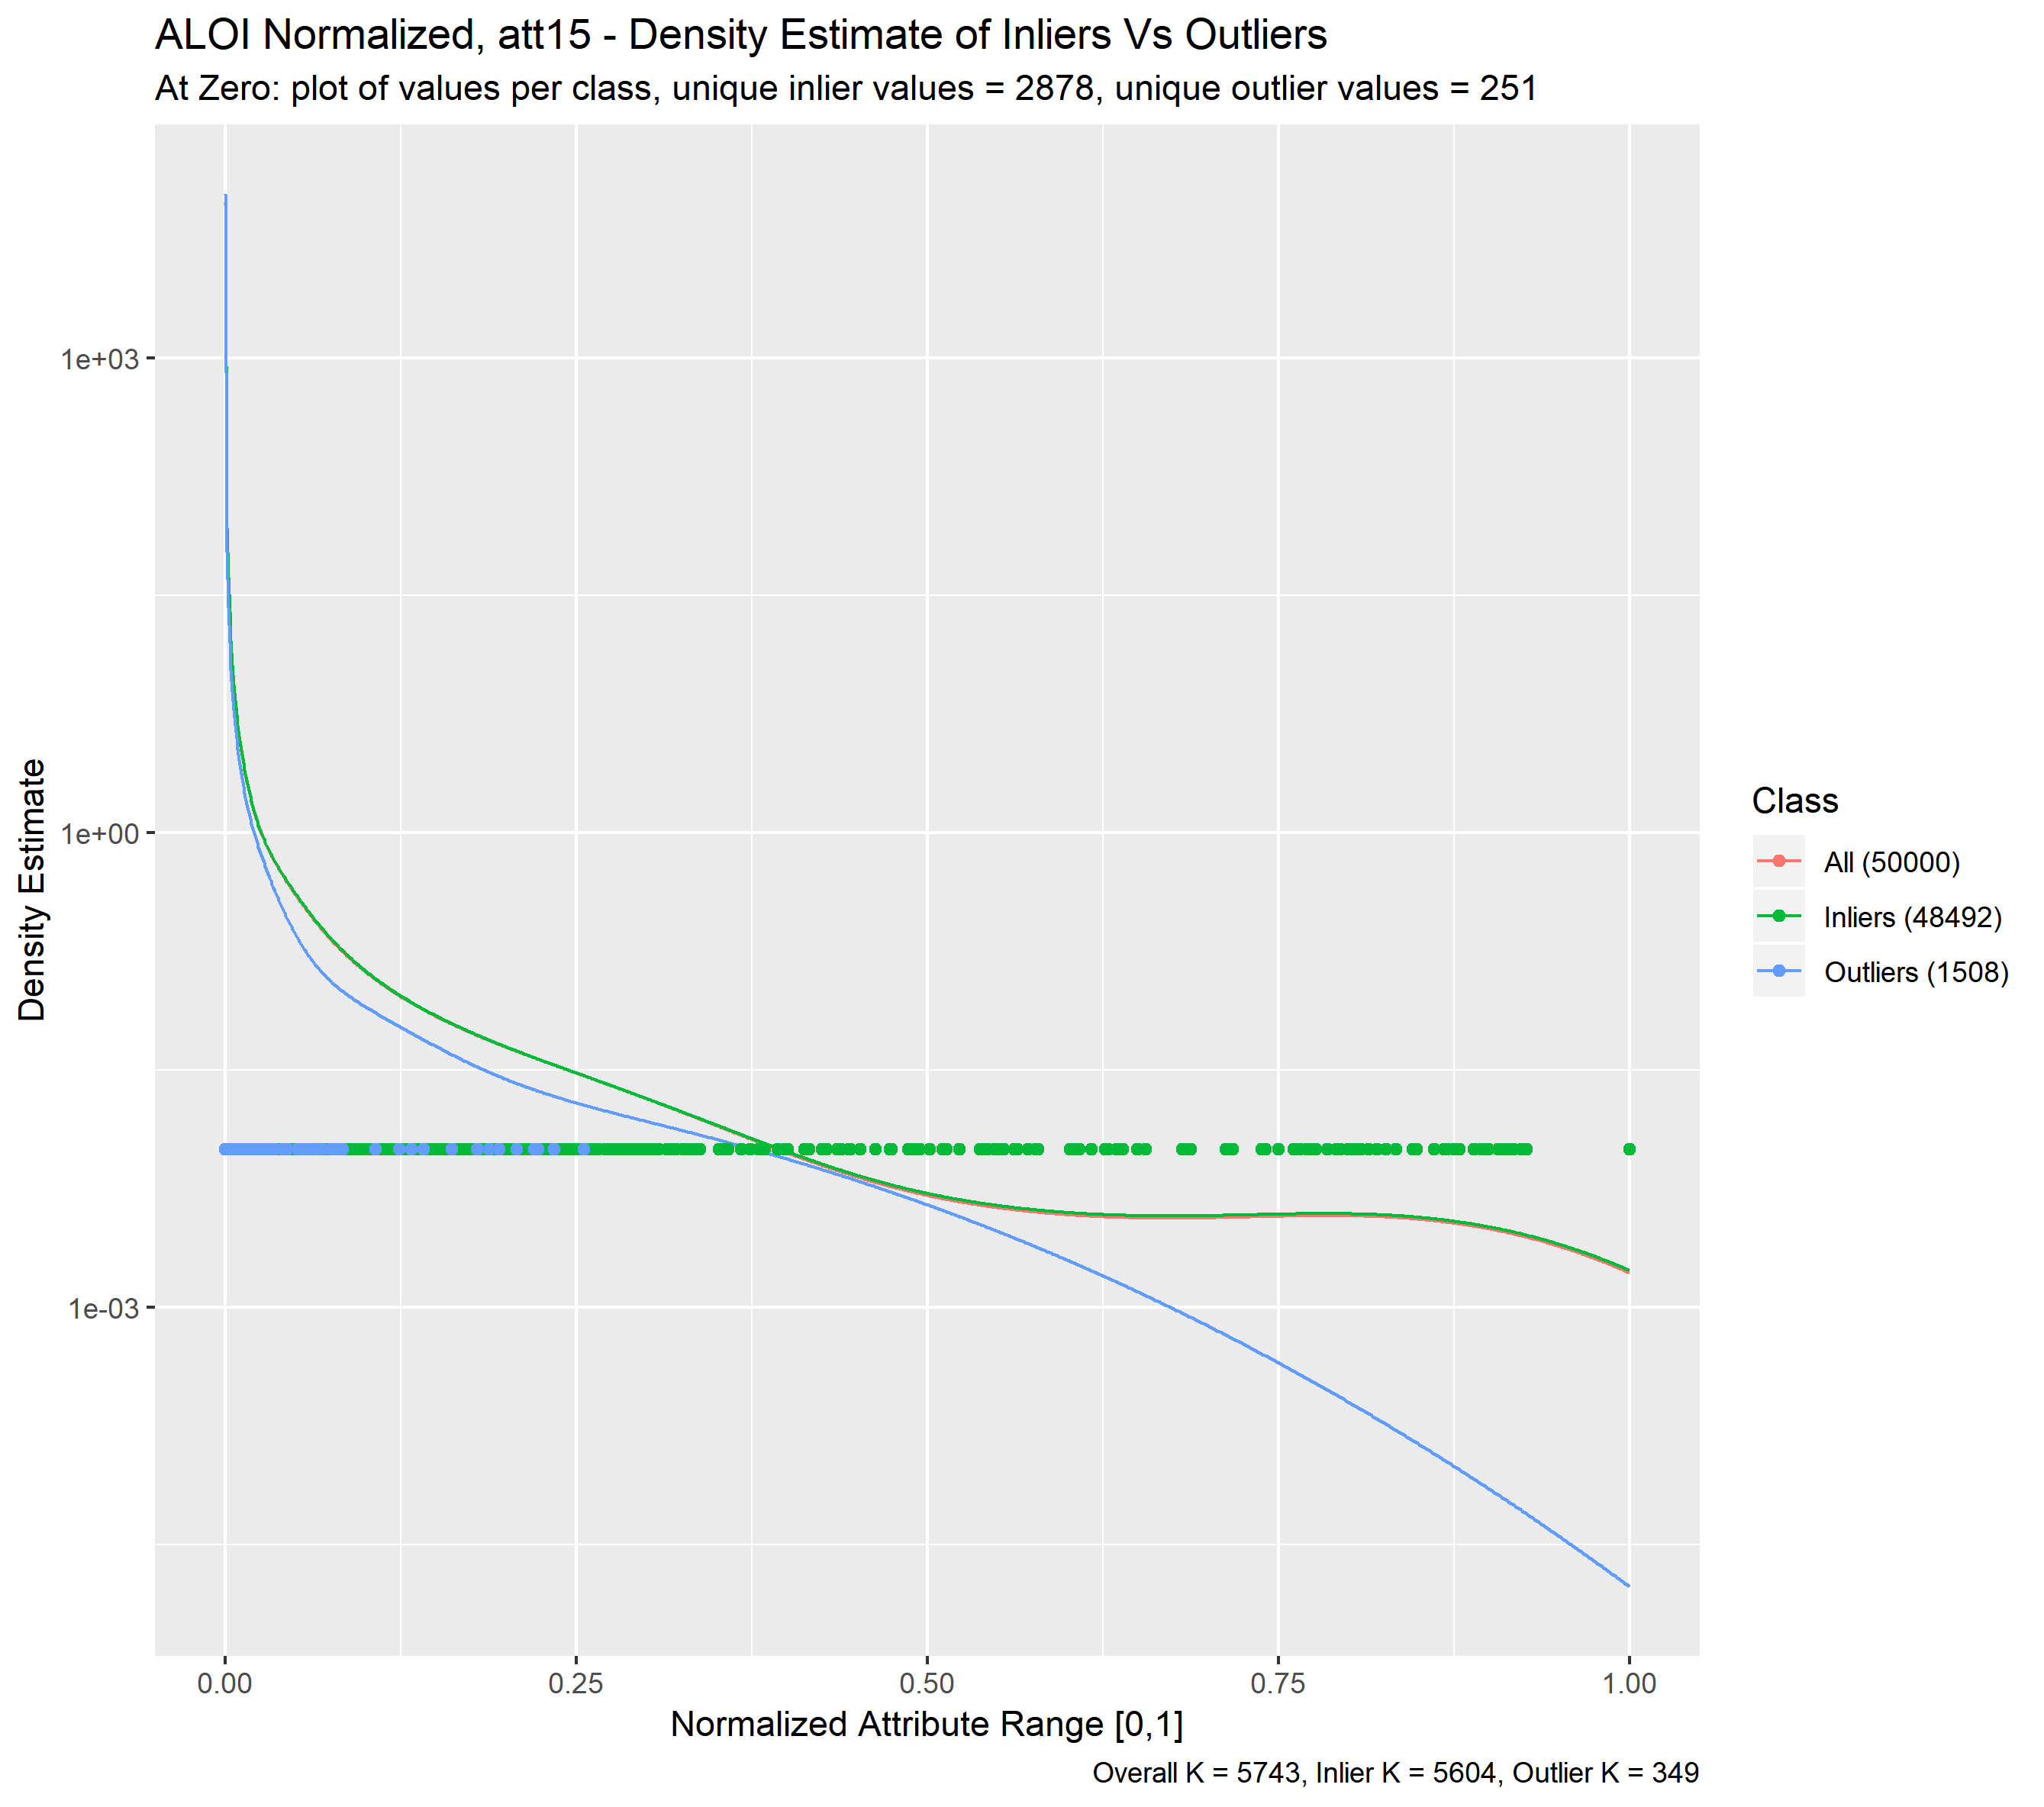 ALOI Normalized, att15 - Density Estimate of Inliers Vs Outliers
At Zero: plot of values per class, unique inlier values = 2878, unique outlier values = 251
Density Estimate
1e+03
1e+00
1e-03
0.00 0.25 0.50 0.75 1.00
Normalized Attribute Range [0,1]
Overall K = 5743, Inlier K = 5604, Outlier K = 349
Class
All (50000)
Inliers (48492)
Outliers (1508)